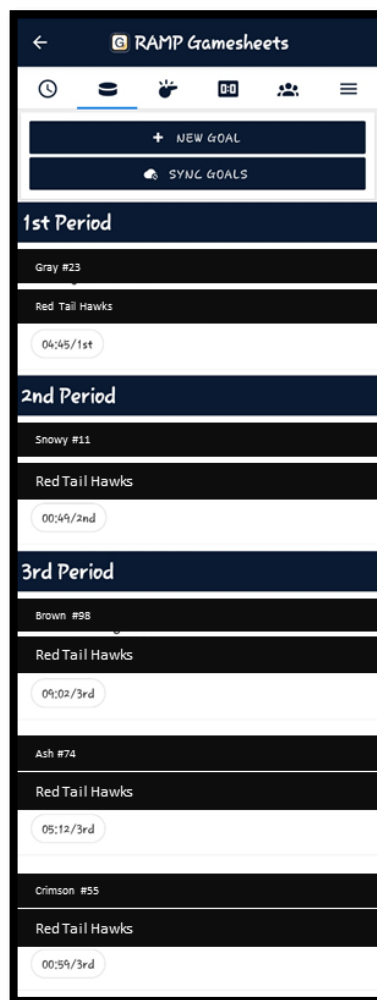 G RAMP Gamesheets
0:0
+ NEW GOAL
SYNC GOALS
1st Period
Gray #23
Red Tail Hawks
04:45/1st
2nd Period
Snowy #11
Red Tail Hawks
00:49/2nd
3rd Period
Brown #98
Red Tail Hawks
09:02/3rd
Ash #74
Red Tail Hawks
05:12/3rd
Crimson #55
Red Tail Hawks
00:59/3rd